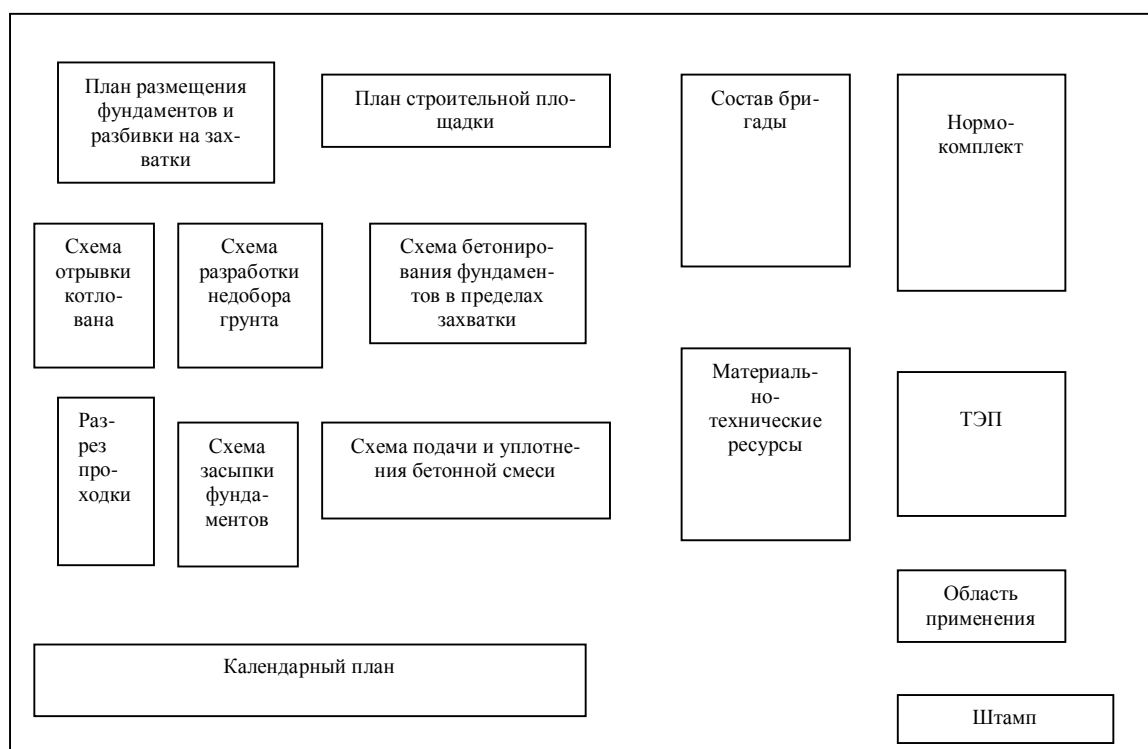 План размещения
фундаментов и
разбивки на зах-
ватки
План строительной пло-
щадки
Состав бри-
гады
Нормо-
комплект
Схема
отрывки
котло-
вана
Схема
разработки
недобора
грунта
Схема бетониро-
вания фундамен-
тов в пределах
захватки
Материаль-
но-
технические
ресурсы
ТЭП
Раз-
рез
про-
ходки
Схема
засыпки
фунда-
ментов
Схема подачи и уплотне-
ния бетонной смеси
Область
применения
Календарный план
Штамп